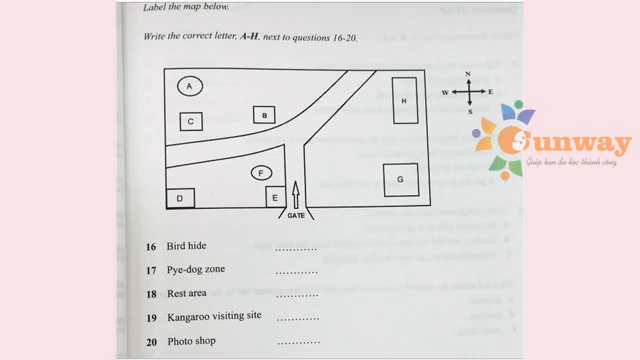 Label the map below.
Write the correct letter, A-H, next to questions 16-20.
A
C
B
H
N
W E
S
F
G
D
E
GATE
Sunway
Giúp bạn du học thành công
16 Bird hide ............
17 Pye-dog zone ............
18 Rest area ............
19 Kangaroo visiting site ............
20 Photo shop ............